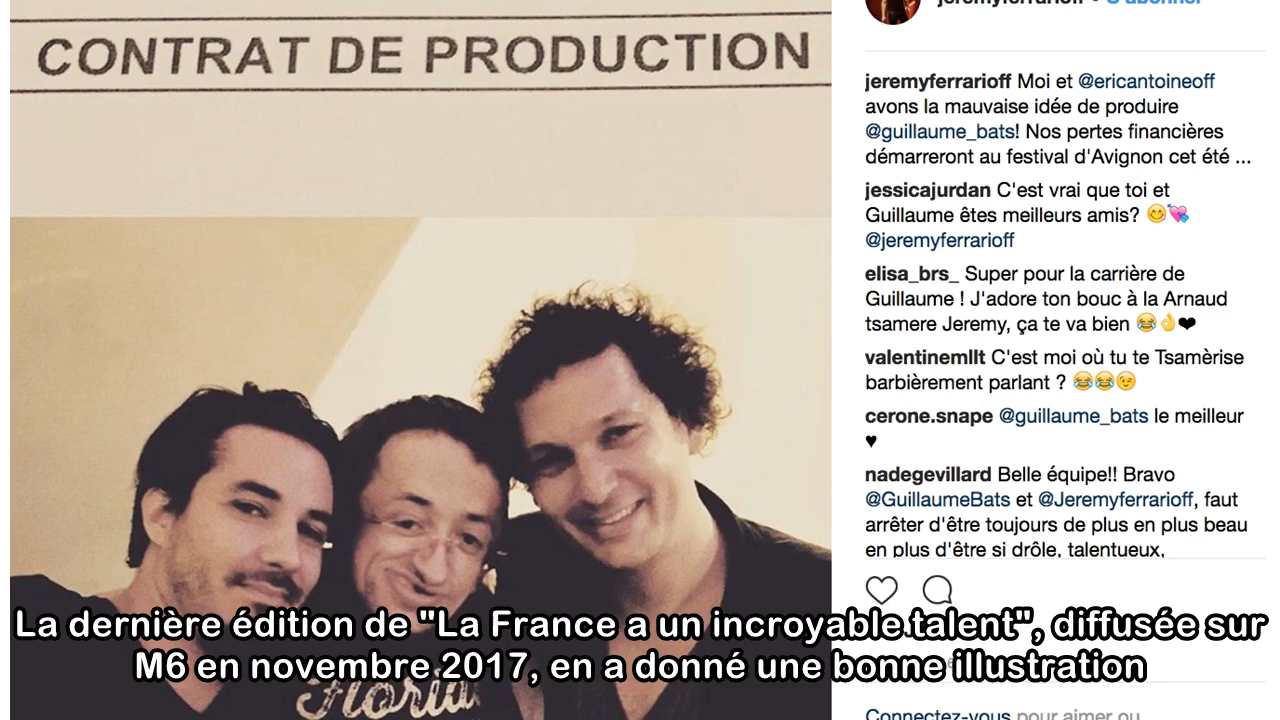 CONTRAT DE PRODUCTION
jeremyferrarioff • S'abonner
jeremyferrarioff Moi et @ericantoineoff
avons la mauvaise idée de produire
@guillaume_bats! Nos pertes financières
démarreront au festival d'Avignon cet été ...
jessicajurdan C'est vrai que toi et
Guillaume êtes meilleurs amis? 😋💘
@jeremyferrarioff
elisa_brs_ Super pour la carrière de
Guillaume ! J'adore ton bouc à la Arnaud
tsamere Jeremy, ça te va bien 😂👌❤
valentinemllt C'est moi où tu te Tsamèrise
barbièrement parlant ? 😂😂😉
cerone.snape @guillaume_bats le meilleur
♥
nadegevillard Belle équipe!! Bravo
@GuillaumeBats et @Jeremyferrarioff, faut
arrêter d'être toujours de plus en plus beau
en plus d'être si drôle, talentueux,
La dernière édition de "La France a un incroyable talent", diffusée sur
M6 en novembre 2017, en a donné une bonne illustration
Connectez-vous pour aimer ou